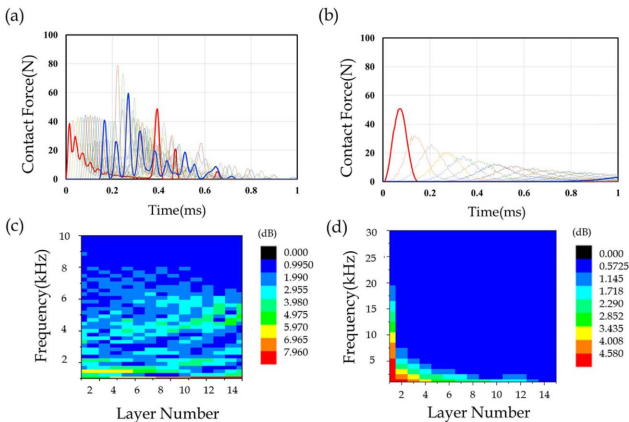 (a)
Contact Force(N)
100
80
60
40
20
0
0 0.2 0.4 0.6 0.8 1
Time(ms)
(b)
Contact Force(N)
100
80
60
40
20
0
0 0.2 0.4 0.6 0.8 1
Time(ms)
(c)
Frequency(kHz)
10
8
6
4
2
2 4 6 8 10 12 14
Layer Number
(dB)
0.000
0.9950
1.990
2.955
3.980
4.975
5.970
6.965
7.960
(d)
Frequency(kHz)
30
25
20
15
10
5
2 4 6 8 10 12 14
Layer Number
(dB)
0.000
0.5725
1.145
1.718
2.290
2.852
3.435
4.008
4.580